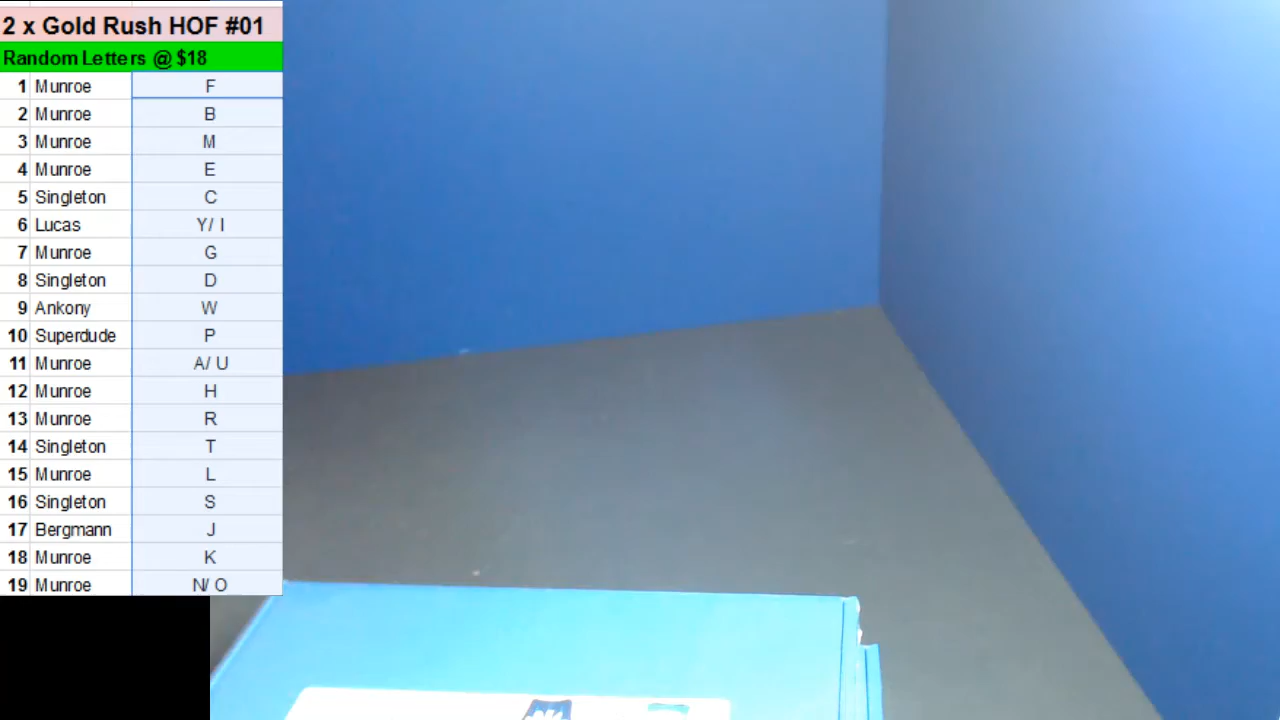 2 x Gold Rush HOF #01
Random Letters @ $18
1 Munroe F
2 Munroe B
3 Munroe M
4 Munroe E
5 Singleton C
6 Lucas Y/ I
7 Munroe G
8 Singleton D
9 Ankony W
10 Superdude P
11 Munroe A/ U
12 Munroe H
13 Munroe R
14 Singleton T
15 Munroe L
16 Singleton S
17 Bergmann J
18 Munroe K
19 Munroe N/ O